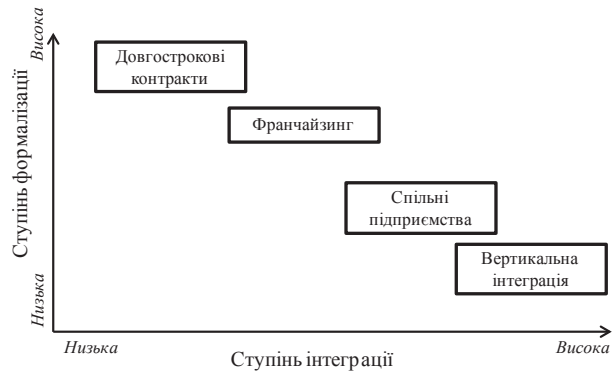 Висока
Довгострокові
контракти
Франчайзинг
Ступінь формалізації
Спільні
підприємства
Вертикальна
інтеграція
Низька
Низька
Висока
Ступінь інтеграції